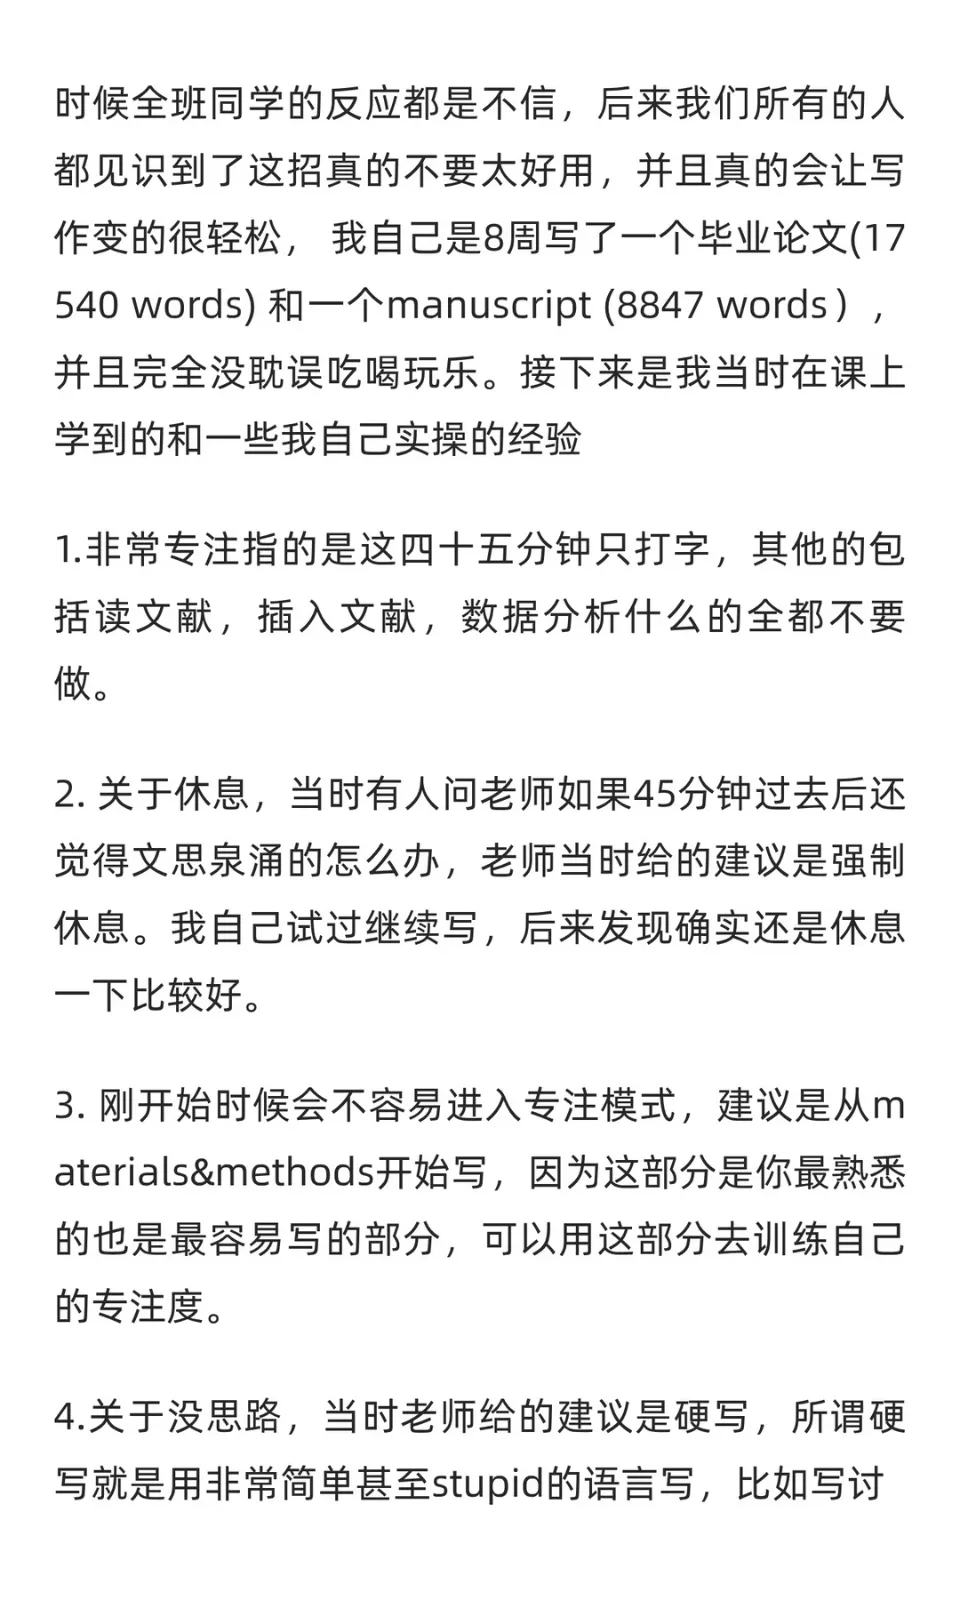 时候全班同学的反应都是不信，后来我们所有的人
都见识到了这招真的不要太好用，并且真的会让写
作变的很轻松， 我自己是8周写了一个毕业论文(17
540 words) 和一个manuscript (8847 words），
并且完全没耽误吃喝玩乐。接下来是我当时在课上
学到的和一些我自己实操的经验
1.非常专注指的是这四十五分钟只打字，其他的包
括读文献，插入文献，数据分析什么的全都不要
做。
2. 关于休息，当时有人问老师如果45分钟过去后还
觉得文思泉涌的怎么办，老师当时给的建议是强制
休息。我自己试过继续写，后来发现确实还是休息
一下比较好。
3. 刚开始时候会不容易进入专注模式，建议是从m
aterials&methods开始写，因为这部分是你最熟悉
的也是最容易写的部分，可以用这部分去训练自己
的专注度。
4.关于没思路，当时老师给的建议是硬写，所谓硬
写就是用非常简单甚至stupid的语言写，比如写讨